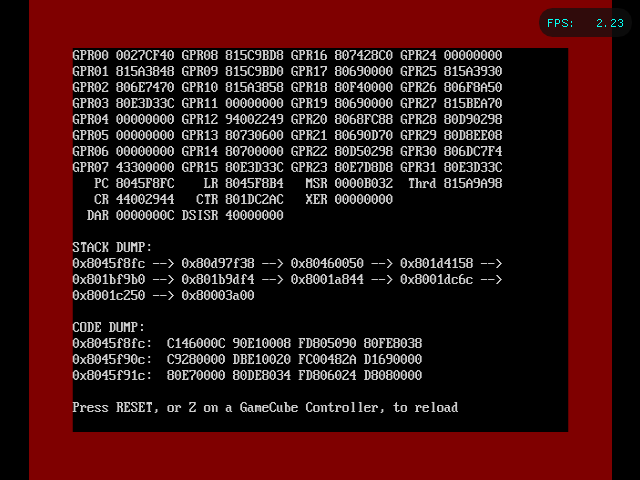 FPS: 2.23
GPR00 0027CF40 GPR08 815C9BD8 GPR16 807428C0 GPR24 00000000
GPR01 815A3848 GPR09 815C9BD0 GPR17 80690000 GPR25 815A3930
GPR02 806E7470 GPR10 815A3858 GPR18 80F40000 GPR26 806F8A50
GPR03 80E3D33C GPR11 00000000 GPR19 80690000 GPR27 815BEA70
GPR04 00000000 GPR12 94002249 GPR20 8068FC88 GPR28 80D90298
GPR05 00000000 GPR13 80730600 GPR21 80690D70 GPR29 80D8EE08
GPR06 00000000 GPR14 80700000 GPR22 80D50298 GPR30 806DC7F4
GPR07 43300000 GPR15 80E3D33C GPR23 80E7D8D8 GPR31 80E3D33C
PC 8045F8FC LR 8045F8B4 MSR 0000B032 Thrd 815A9A98
CR 44002944 CTR 801DC2AC XER 00000000
DAR 0000000C DSISR 40000000
STACK DUMP:
0x8045f8fc --> 0x80d97f38 --> 0x80460050 --> 0x801d4158 -->
0x801bf9b0 --> 0x801b9df4 --> 0x8001a844 --> 0x8001dc6c -->
0x8001c250 --> 0x80003a00
CODE DUMP:
0x8045f8fc: C146000C 90E10008 FD805090 80FE8038
0x8045f90c: C9280000 DBE10020 FC00482A D1690000
0x8045f91c: 80E70000 80DE8034 FD806024 D8080000
Press RESET, or Z on a GameCube Controller, to reload